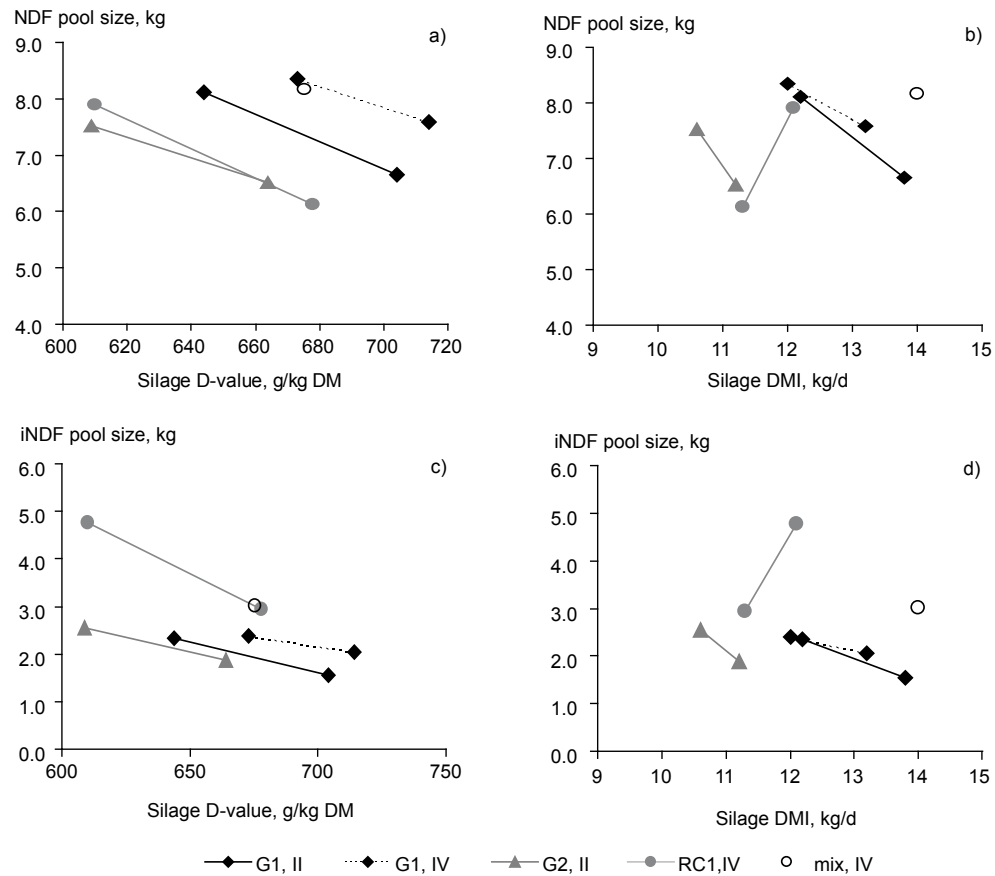 NDF pool size, kg
a)
9.0
8.0
7.0
6.0
5.0
4.0
600 620 640 660 680 700 720
Silage D-value, g/kg DM
NDF pool size, kg
b)
9.0
8.0
7.0
6.0
5.0
4.0
9 10 11 12 13 14 15
Silage DMI, kg/d
iNDF pool size, kg
c)
6.0
5.0
4.0
3.0
2.0
1.0
0.0
600 650 700 750
Silage D-value, g/kg DM
iNDF pool size, kg
d)
6.0
5.0
4.0
3.0
2.0
1.0
0.0
9 10 11 12 13 14 15
Silage DMI, kg/d
G1, II G1, IV G2, II RC1,IV mix, IV